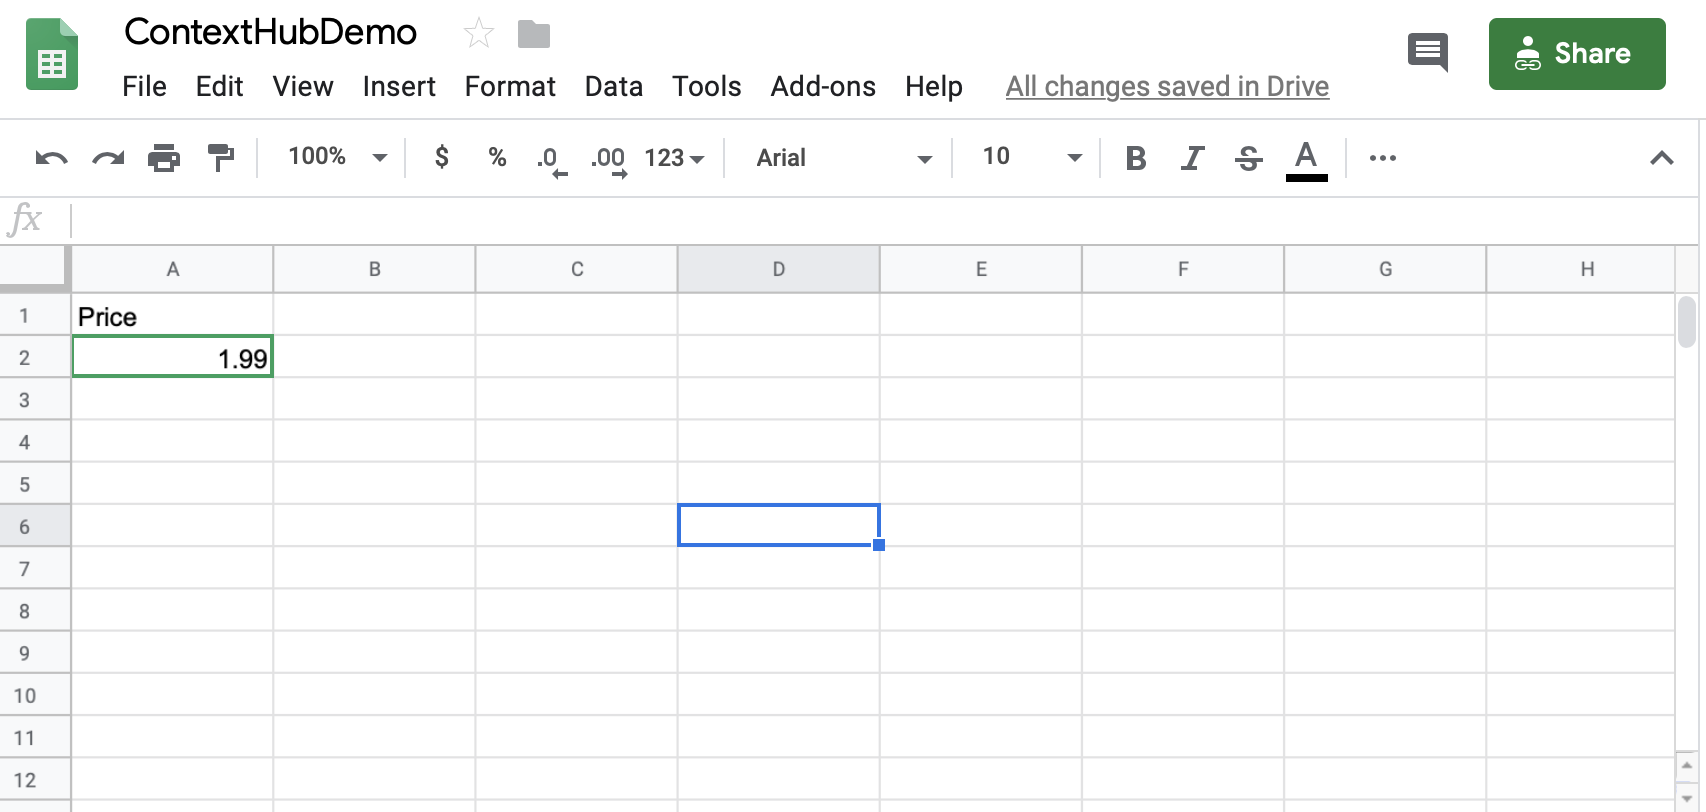 ContextHubDemo
File Edit View Insert Format Data Tools Add-ons Help All changes saved in Drive
Share
100% $ % .0 .00 123 Arial 10 B I S A
fx
A B C D E F G H
1 Price
2 1.99
3
4
5
6
7
8
9
10
11
12